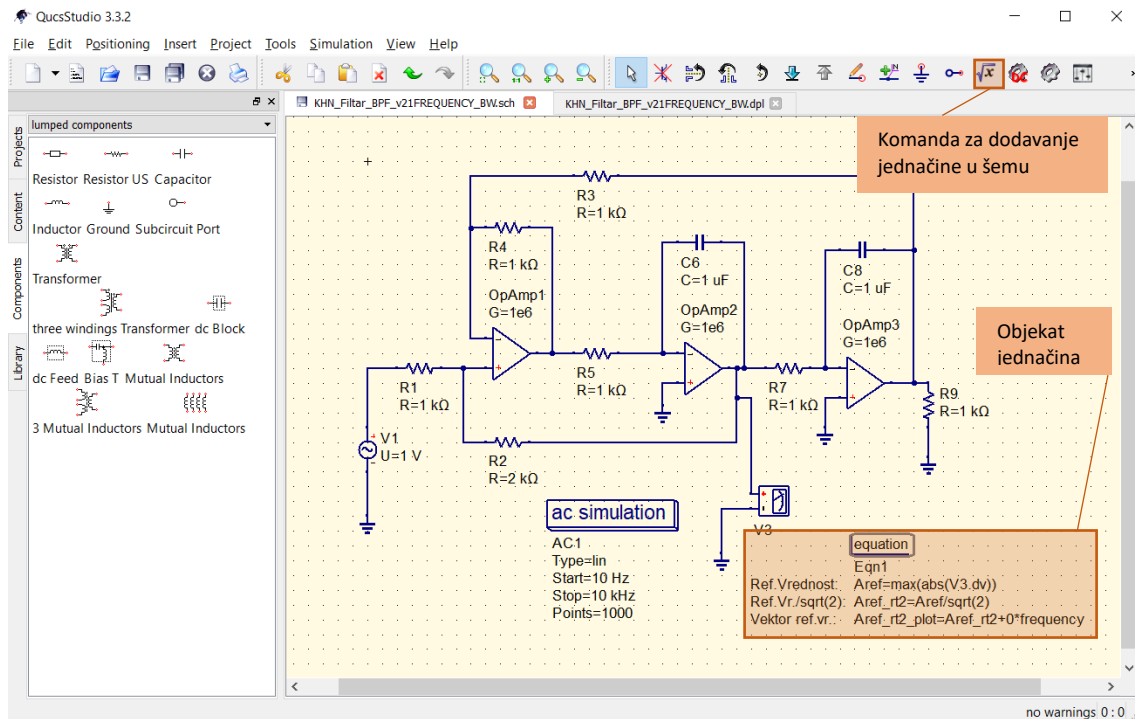 QucsStudio 3.3.2
File Edit Positioning Insert Project Tools Simulation View Help
KHN_Filtar_BPF_v21FREQUENCY_BW.sch
KHN_Filtar_BPF_v21FREQUENCY_BW.dpl
Projects
Content
Components
Library
lumped components
Resistor Resistor US Capacitor
Inductor Ground Subcircuit Port
Transformer
three windings Transformer dc Block
dc Feed Bias T Mutual Inductors
3 Mutual Inductors Mutual Inductors
Komanda za dodavanje
jednačine u šemu
R3
R=1 kΩ
R4
R=1 kΩ
C6
C=1 uF
C8
C=1 uF
OpAmp1
G=1e6
OpAmp2
G=1e6
OpAmp3
G=1e6
Objekat
jednačina
R1
R=1 kΩ
R5
R=1 kΩ
R7
R=1 kΩ
R9
R=1 kΩ
V1
U=1 V
R2
R=2 kΩ
ac simulation
AC1
Type=lin
Start=10 Hz
Stop=10 kHz
Points=1000
V3
equation
Eqn1
Ref.Vrednost: Aref=max(abs(V3.dv))
Ref.Vr./sqrt(2): Aref_rt2=Aref/sqrt(2)
Vektor ref.vr.: Aref_rt2_plot=Aref_rt2+0*frequency
no warnings 0 : 0